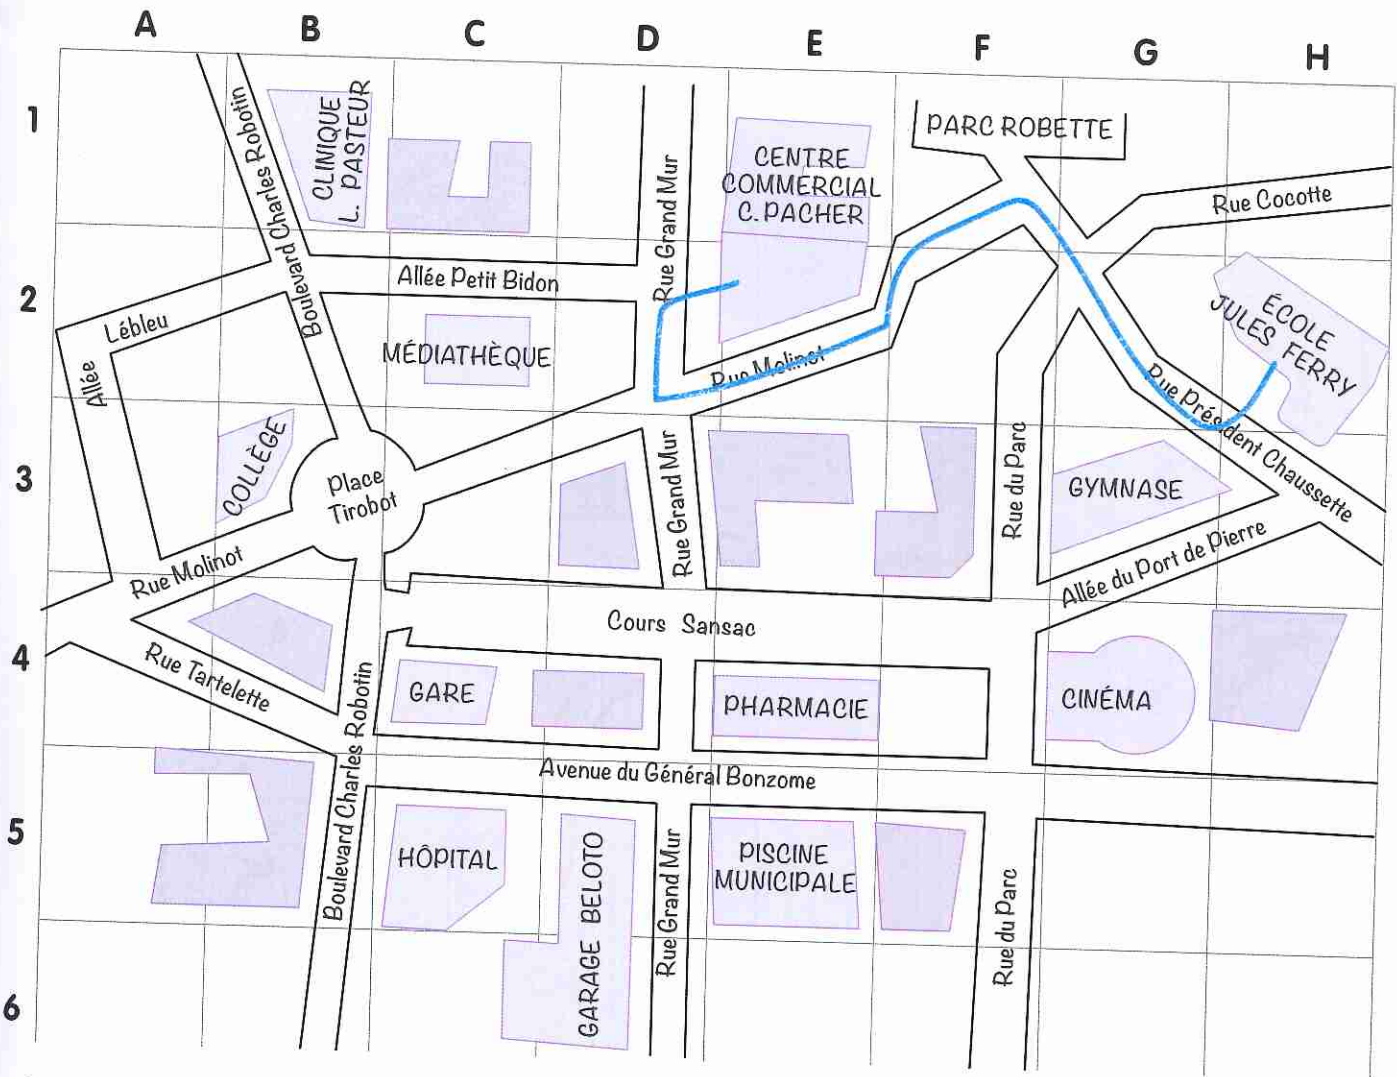 A B C D E F G H
1
2
3
4
5
6
Boulevard Charles Robotin
CLINIQUE
L. PASTEUR
Rue Grand Mur
CENTRE
COMMERCIAL
C. PACHER
PARC ROBETTE
Rue Cocotte
Allée Petit Bidon
Allée
Lébleu
Boulevard
MÉDIATHÈQUE
Rue Molinot
ÉCOLE
JULES FERRY
Rue Président Chaussette
COLLÈGE
Place
Tirobot
Rue Grand Mur
Rue du Parc
GYMNASE
Rue Molinot
Allée du Port de Pierre
Cours Sansac
Rue Tartelette
GARE
PHARMACIE
CINÉMA
Boulevard Charles Robotin
Avenue du Général Bonzome
HÔPITAL
GARAGE BELOTO
Rue Grand Mur
PISCINE
MUNICIPALE
Rue du Parc